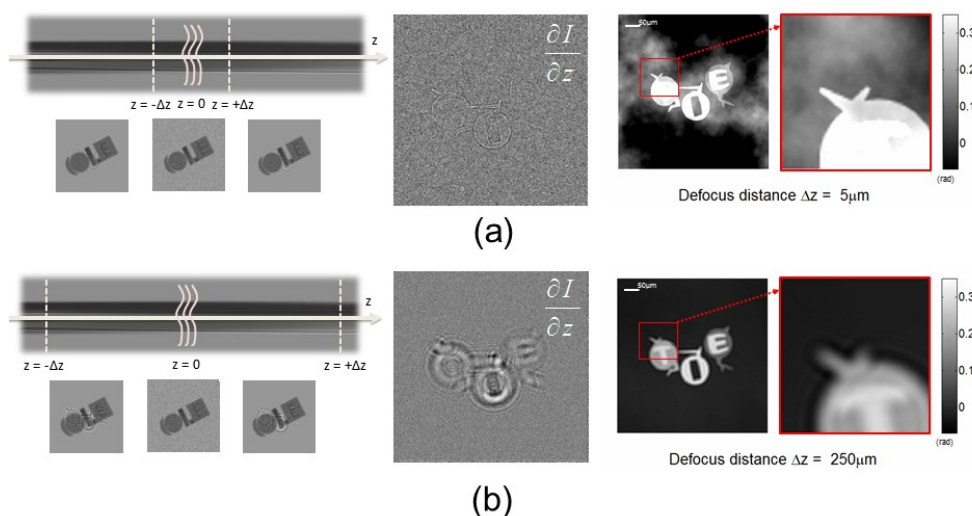 z
z = -Δz
z = 0
z = +Δz
∂I
∂z
50μm
0.3
0.2
0.1
0
(rad)
Defocus distance Δz = 5μm
(a)
z
z = -Δz
z = 0
z = +Δz
∂I
∂z
50μm
0.3
0.2
0.1
0
(rad)
Defocus distance Δz = 250μm
(b)